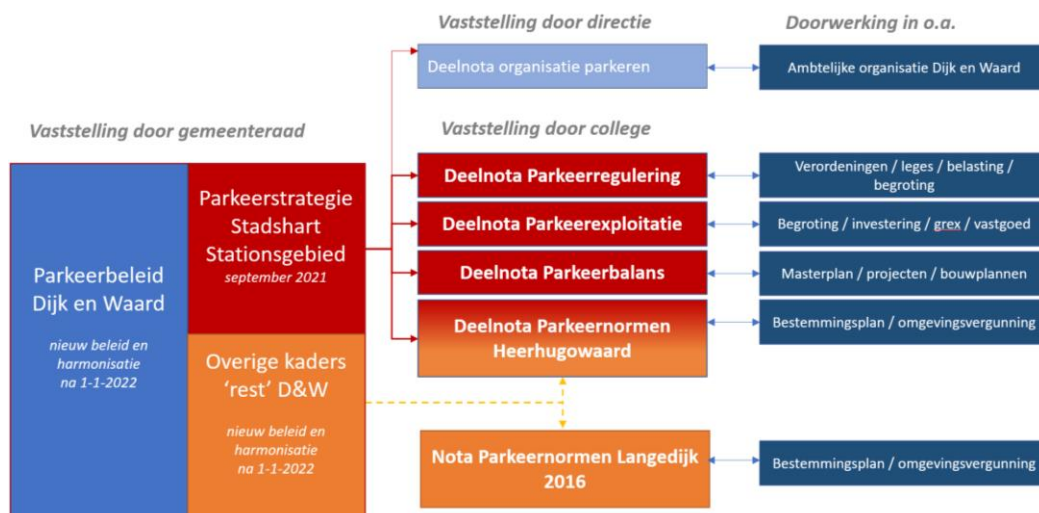 Vaststelling door directie
Doorwerking in o.a.
Deelnota organisatie parkeren
Ambtelijke organisatie Dijk en Waard
Vaststelling door gemeenteraad
Vaststelling door college
Parkeerbeleid
Dijk en Waard
nieuw beleid en
harmonisatie
na 1-1-2022
Parkeerstrategie
Stadshart
Stationsgebied
september 2021
Overige kaders
‘rest’ D&W
nieuw beleid en
harmonisatie
na 1-1-2022
Deelnota Parkeerregulering
Verordeningen / leges / belasting /
begroting
Deelnota Parkeerexploitatie
Begroting / investering / grex / vastgoed
Deelnota Parkeerbalans
Masterplan / projecten / bouwplannen
Deelnota Parkeernormen
Heerhugowaard
Bestemmingsplan / omgevingsvergunning
Nota Parkeernormen Langedijk
2016
Bestemmingsplan / omgevingsvergunning